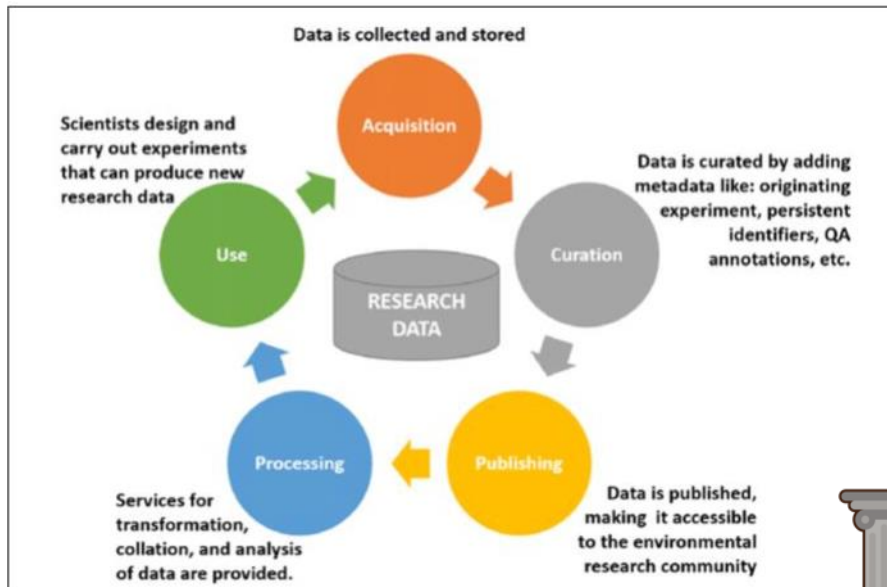 Data is collected and stored
Acquisition
Data is curated by adding
metadata like: originating
experiment, persistent
identifiers, QA
annotations, etc.
Curation
Data is published,
making it accessible
to the environmental
research community
Publishing
Services for
transformation,
collation, and analysis
of data are provided.
Processing
Scientists design and
carry out experiments
that can produce new
research data
Use
RESEARCH
DATA